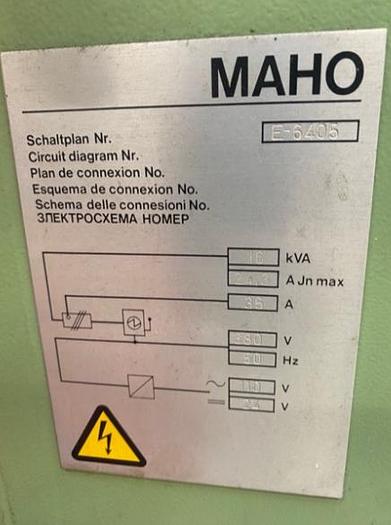 MAHO
Schaltplan Nr. E-6405
Circuit diagram Nr.
Plan de connexion No.
Esquema de connexion No.
Schema delle connesioni No.
ЗЛЕКТРОСХЕМА НОМЕР
16 kVA
A Jn max
35 A
380 V
50 Hz
110 V
24 V